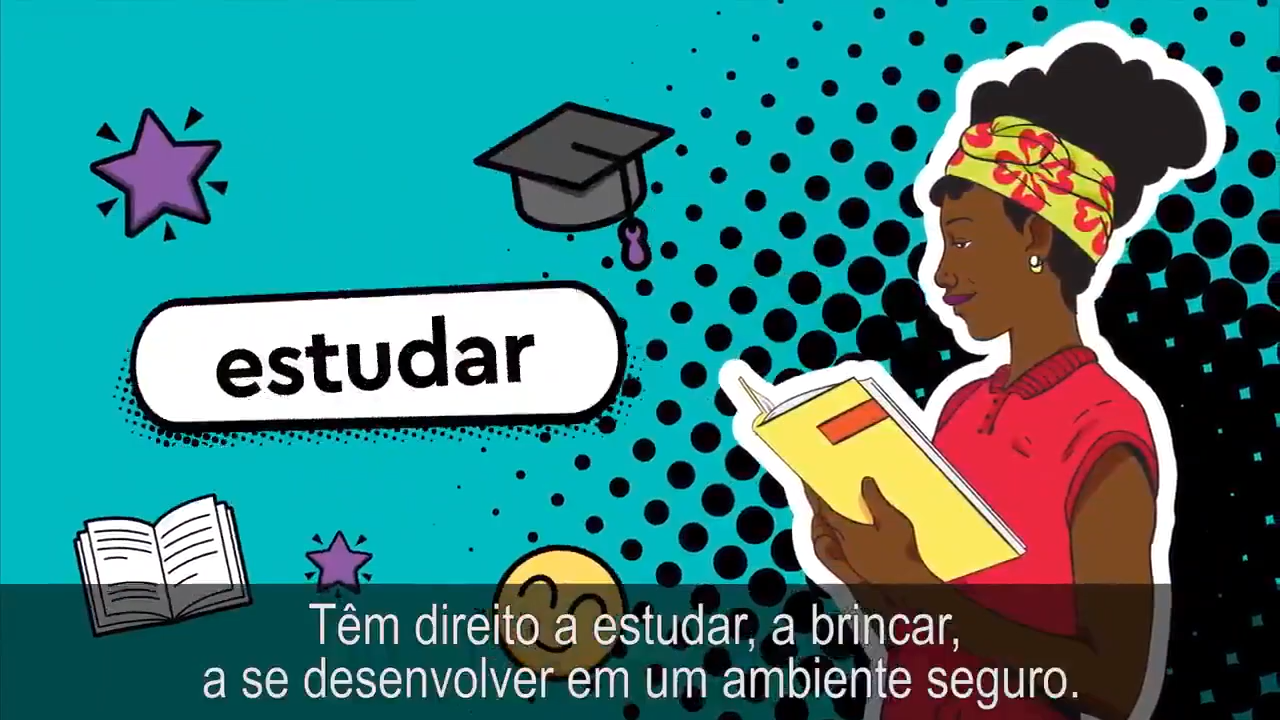 estudar
Têm direito a estudar, a brincar,
a se desenvolver em um ambiente seguro.